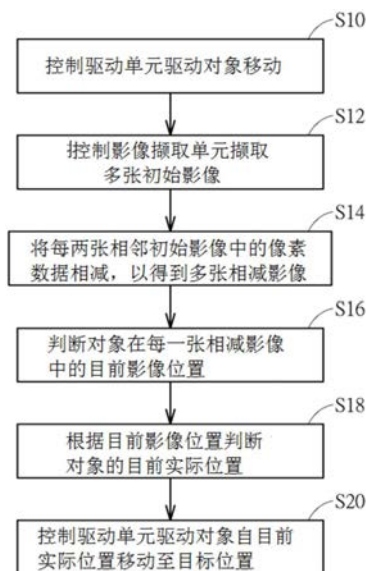 S10
控制驱动单元驱动对象移动
S12
控制影像撷取单元撷取
多张初始影像
S14
将每两张相邻初始影像中的像素
数据相减，以得到多张相减影像
S16
判断对象在每一张相减影像
中的目前影像位置
S18
根据目前影像位置判断
对象的目前实际位置
S20
控制驱动单元驱动对象自目前
实际位置移动至目标位置